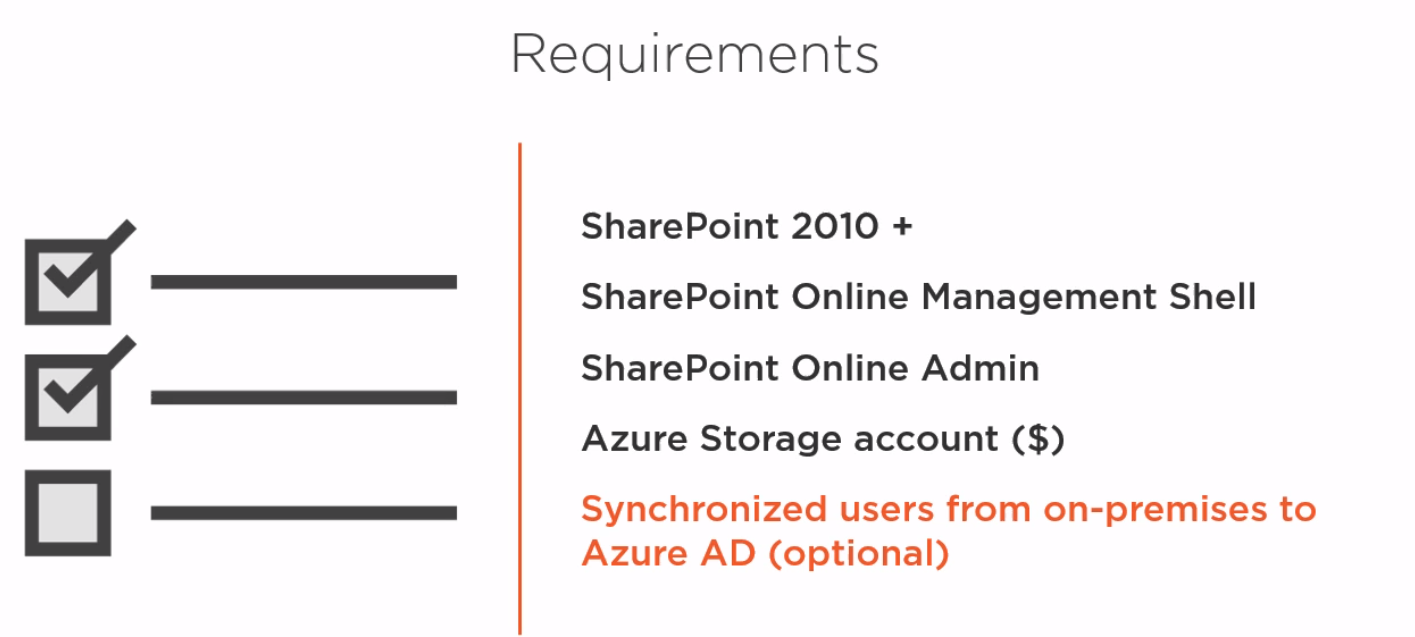 Requirements
SharePoint 2010 +
SharePoint Online Management Shell
SharePoint Online Admin
Azure Storage account ($)
Synchronized users from on-premises to
Azure AD (optional)